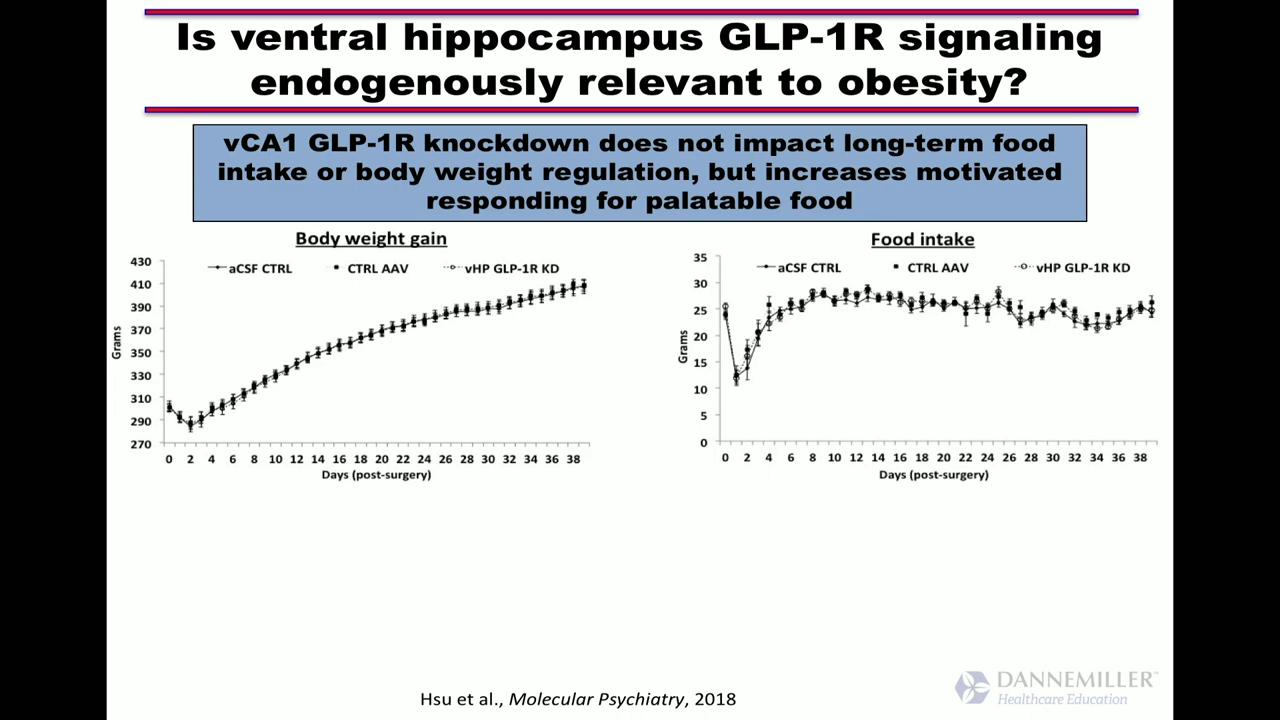 Is ventral hippocampus GLP-1R signaling
endogenously relevant to obesity?
vCA1 GLP-1R knockdown does not impact long-term food
intake or body weight regulation, but increases motivated
responding for palatable food
Body weight gain
aCSF CTRL CTRL AAV vHP GLP-1R KD
430
410
390
370
350
330
310
290
270
Grams
0 2 4 6 8 10 12 14 16 18 20 22 24 26 28 30 32 34 36 38
Days (post-surgery)
Food intake
aCSF CTRL CTRL AAV vHP GLP-1R KD
35
30
25
20
15
10
5
0
Grams
0 2 4 6 8 10 12 14 16 18 20 22 24 26 28 30 32 34 36 38
Days (post-surgery)
Hsu et al., Molecular Psychiatry, 2018
DANNEMILLER™
Healthcare Education